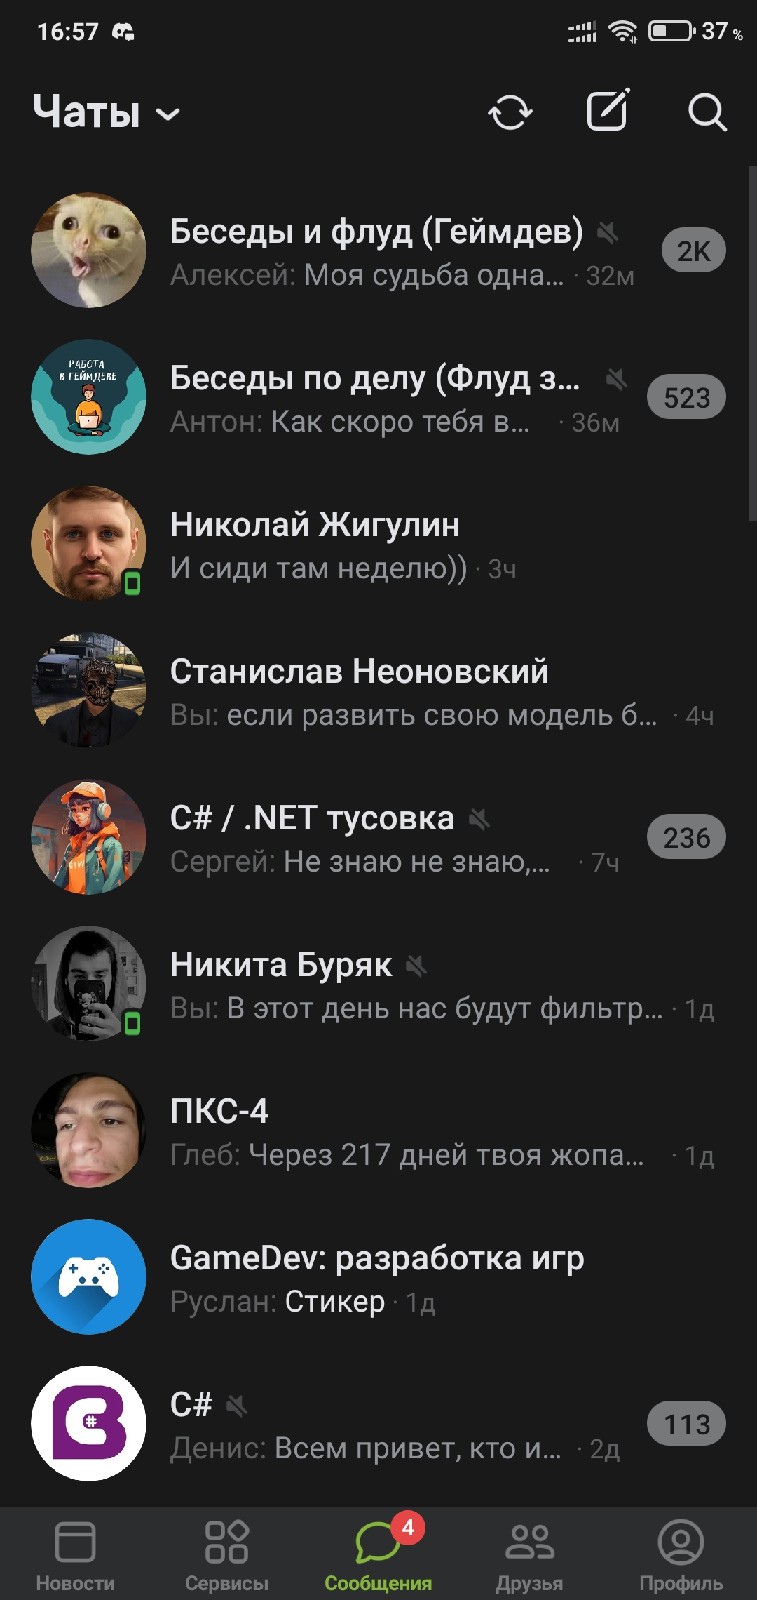 16:57
37 %
Чаты
Беседы и флуд (Геймдев)
2K
Алексей: Моя судьба одна... · 32м
РАБОТА
В ГЕЙМДЕВЕ
Беседы по делу (Флуд з...
523
Антон: Как скоро тебя в... · 36м
Николай Жигулин
И сиди там неделю)) · 3ч
Станислав Неоновский
Вы: если развить свою модель б... · 4ч
C# / .NET тусовка
236
Сергей: Не знаю не знаю,... · 7ч
Никита Буряк
Вы: В этот день нас будут фильтр... · 1д
ПКС-4
Глеб: Через 217 дней твоя жопа... · 1д
GameDev: разработка игр
Руслан: Стикер · 1д
C#
#
113
Денис: Всем привет, кто и... · 2д
4
Новости Сервисы Сообщения Друзья Профиль